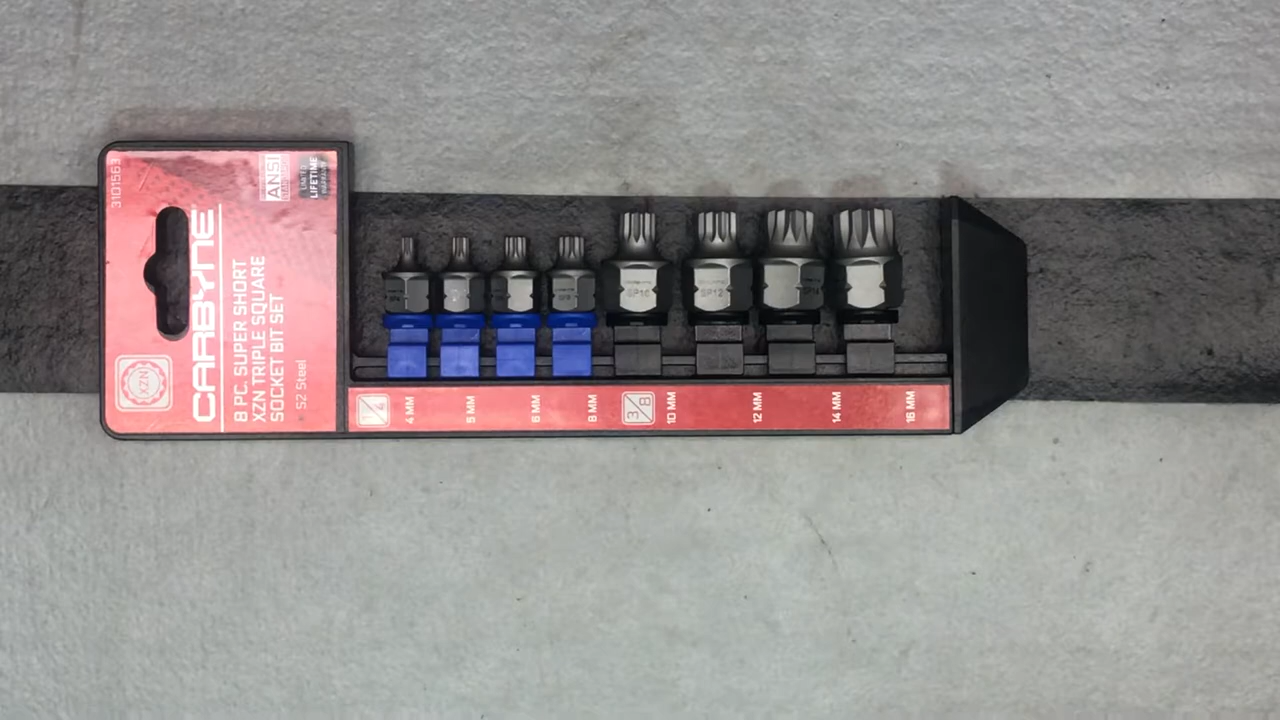 3101563
ANSI
LIMITED
LIFETIME
WARRANTY
CARBYNE
8 PC. SUPER SHORT
XZN TRIPLE SQUARE
SOCKET BIT SET
S2 Steel
XZN
1/4
4 MM
5 MM
6 MM
8 MM
3/8
10 MM
12 MM
14 MM
16 MM
SP10
SP12